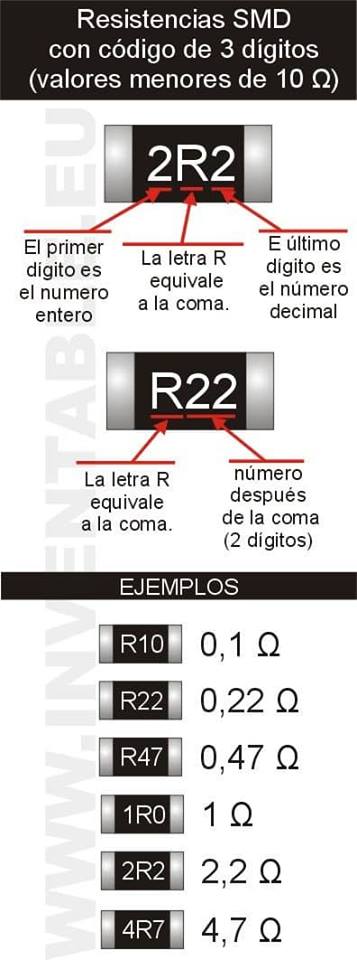 Resistencias SMD
con código de 3 dígitos
(valores menores de 10 Ω)
2R2
El primer
dígito es
el numero
entero
La letra R
equivale
a la coma.
E último
dígito es
el número
decimal
R22
La letra R
equivale
a la coma.
número
después
de la coma
(2 dígitos)
EJEMPLOS
R10 0,1 Ω
R22 0,22 Ω
R47 0,47 Ω
1R0 1 Ω
2R2 2,2 Ω
4R7 4,7 Ω
WWW.INVENTABLE.EU